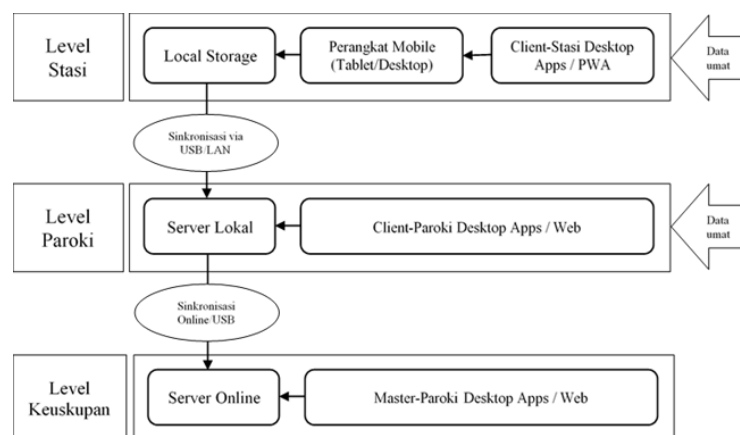 Level
Stasi
Local Storage
Perangkat Mobile
(Tablet/Desktop)
Client-Stasi Desktop
Apps / PWA
Data
umat
Sinkronisasi via
USB/LAN
Level
Paroki
Server Lokal
Client-Paroki Desktop Apps / Web
Data
umat
Sinkronisasi
Online/USB
Level
Keuskupan
Server Online
Master-Paroki Desktop Apps / Web